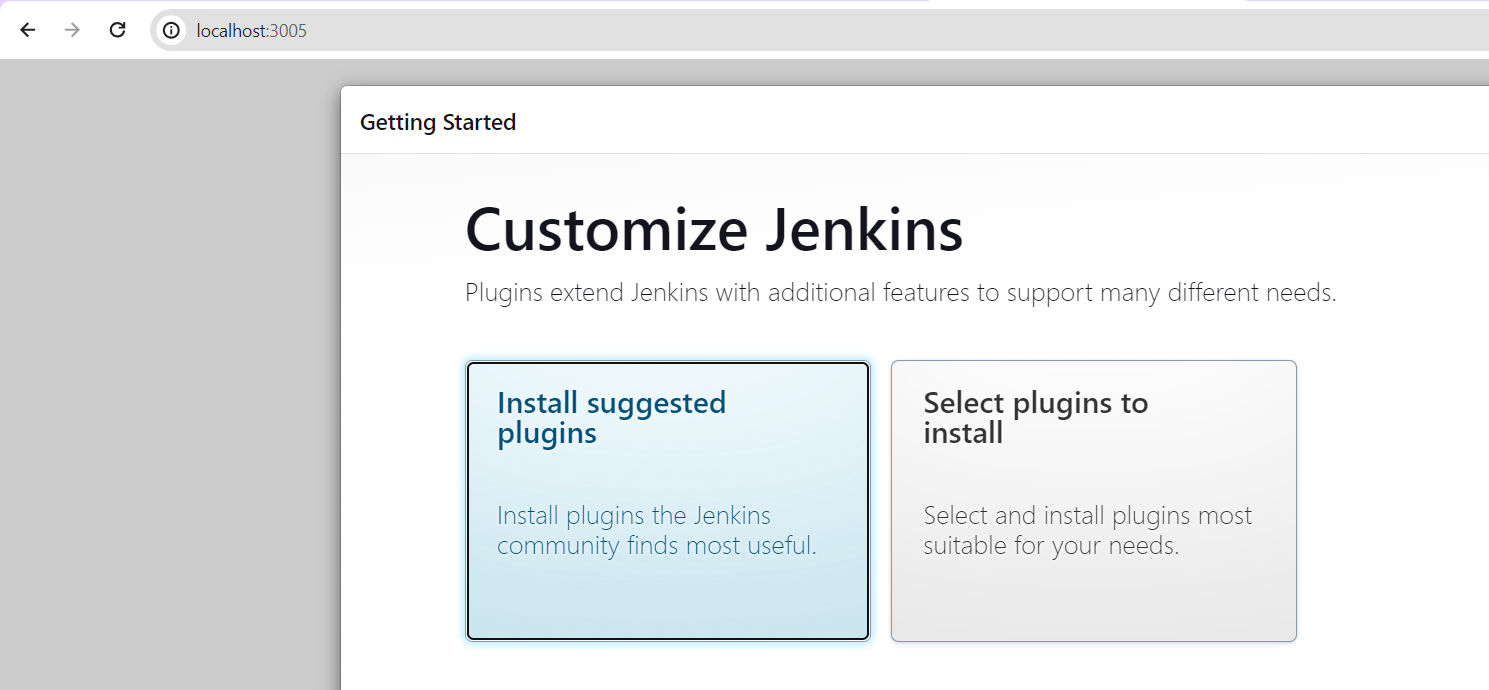 localhost:3005
Getting Started
Customize Jenkins
Plugins extend Jenkins with additional features to support many different needs.
Install suggested
plugins
Install plugins the Jenkins
community finds most useful.
Select plugins to
install
Select and install plugins most
suitable for your needs.